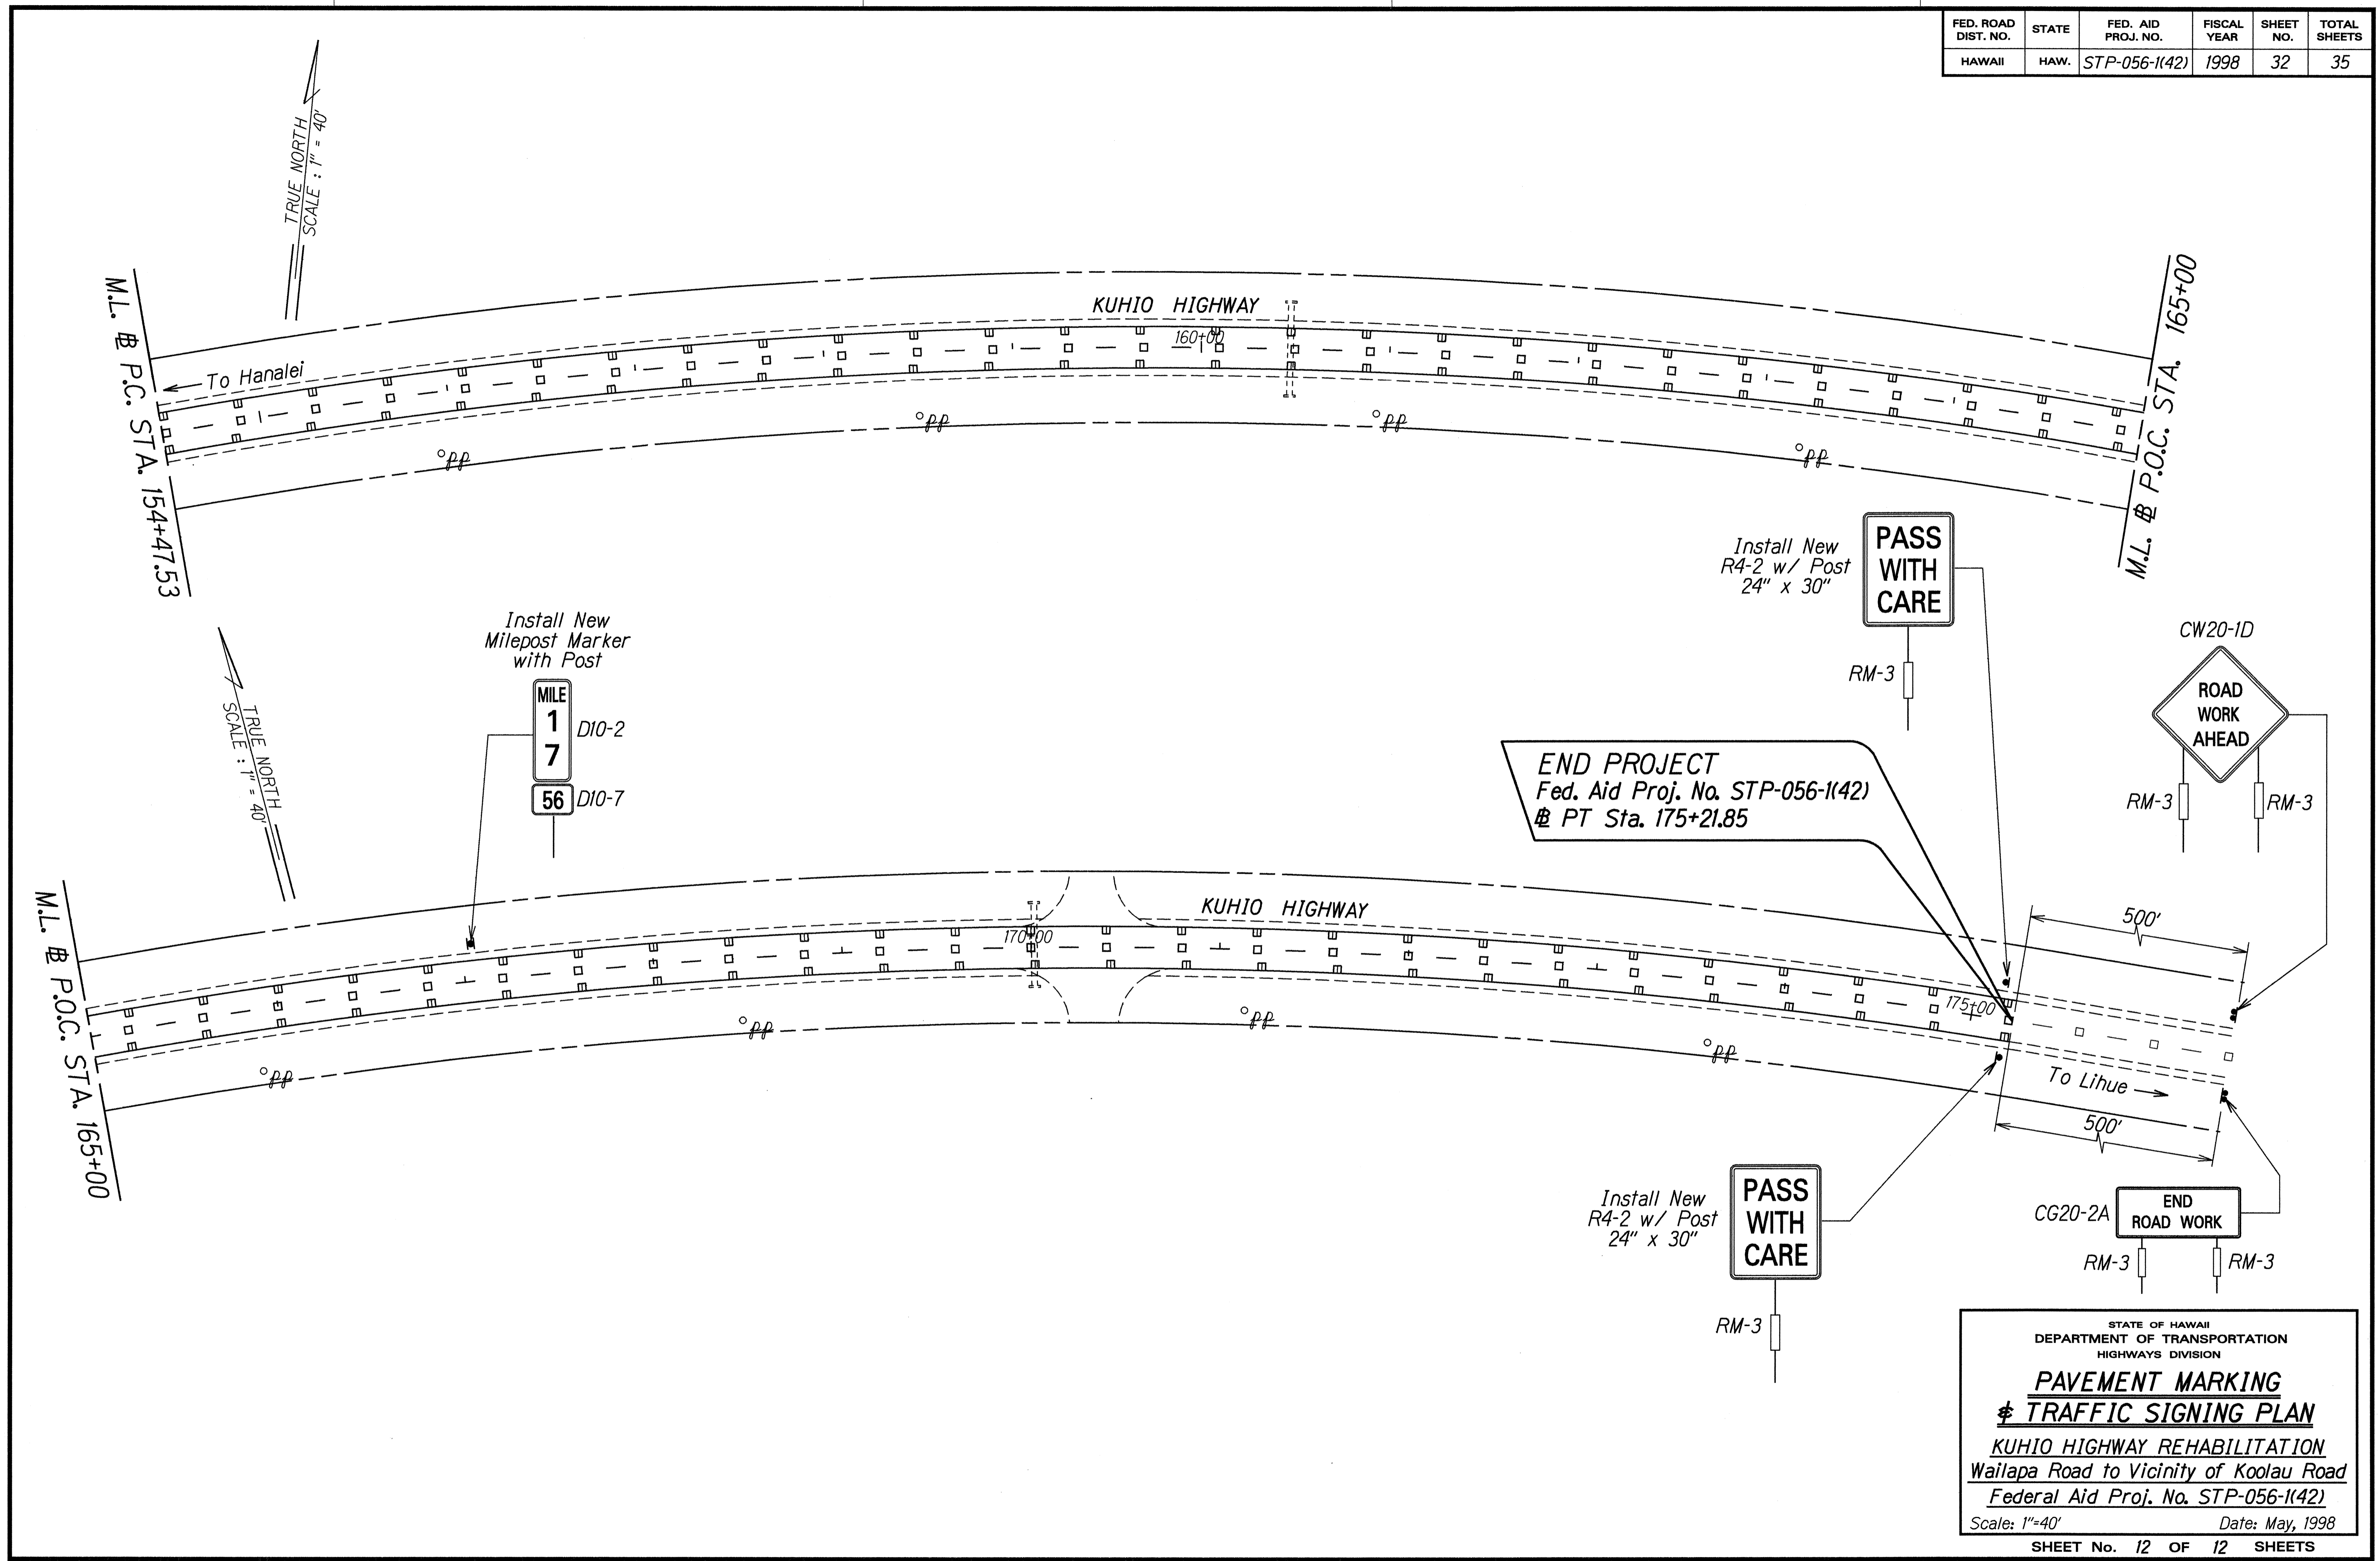 FED. ROAD DIST. NO.
STATE
FED. AID PROJ. NO.
FISCAL YEAR
SHEET NO.
TOTAL SHEETS
HAWAII
HAW.
STP-056-1(42)
1998
32
35
TRUE NORTH
SCALE : 1" = 40'
M.L. ⅊ P.C. STA. 154+47.53
To Hanalei
KUHIO HIGHWAY
160+00
PP
PP
PP
PP
M.L. ⅊ P.O.C. STA. 165+00
Install New
R4-2 w/ Post
24" x 30"
PASS
WITH
CARE
RM-3
CW20-1D
ROAD
WORK
AHEAD
RM-3
RM-3
Install New
Milepost Marker
with Post
MILE
1
7
D10-2
56
D10-7
TRUE NORTH
SCALE : 1" = 40'
END PROJECT
Fed. Aid Proj. No. STP-056-1(42)
⅊ PT Sta. 175+21.85
M.L. ⅊ P.O.C. STA. 165+00
KUHIO HIGHWAY
170+00
175+00
500'
PP
PP
PP
PP
To Lihue
500'
Install New
R4-2 w/ Post
24" x 30"
PASS
WITH
CARE
RM-3
CG20-2A
END
ROAD WORK
RM-3
RM-3
STATE OF HAWAII
DEPARTMENT OF TRANSPORTATION
HIGHWAYS DIVISION
PAVEMENT MARKING
& TRAFFIC SIGNING PLAN
KUHIO HIGHWAY REHABILITATION
Wailapa Road to Vicinity of Koolau Road
Federal Aid Proj. No. STP-056-1(42)
Scale: 1"=40' Date: May, 1998
SHEET No. 12 OF 12 SHEETS